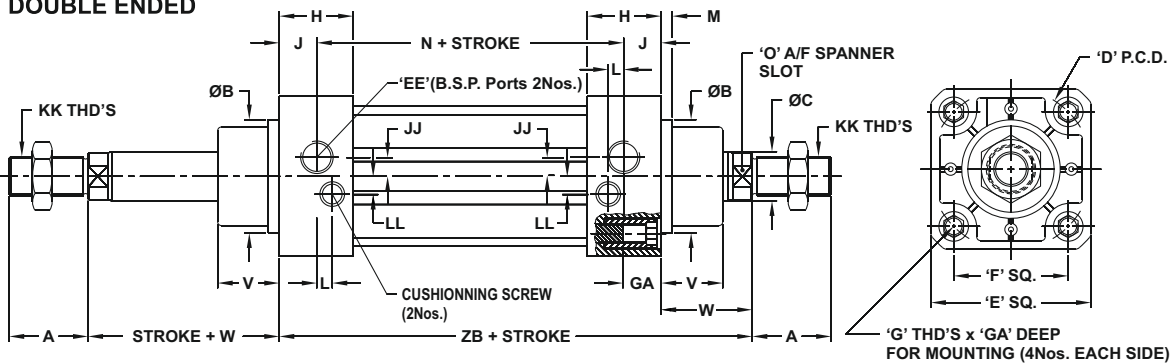 DOUBLE ENDED
H
H
M
J
N + STROKE
J
L
'O' A/F SPANNER
SLOT
'D' P.C.D.
'EE'(B.S.P. Ports 2Nos.)
ØB
ØB
ØC
KK THD'S
KK THD'S
JJ
JJ
LL
LL
V
L
CUSHIONNING SCREW
(2Nos.)
GA
V
W
'F' SQ.
'E' SQ.
A
STROKE + W
ZB + STROKE
A
'G' THD'S x 'GA' DEEP
FOR MOUNTING (4Nos. EACH SIDE)